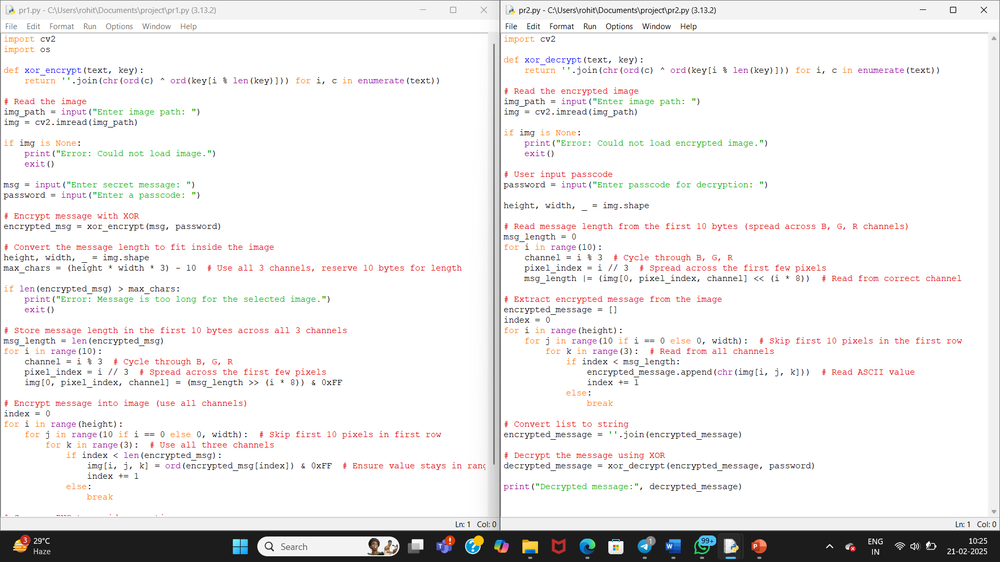 pr1.py - C:\Users\rohit\Documents\project\pr1.py (3.13.2)
File Edit Format Run Options Window Help
import cv2
import os
def xor_encrypt(text, key):
    return ''.join(chr(ord(c) ^ ord(key[i % len(key)])) for i, c in enumerate(text))
# Read the image
img_path = input("Enter image path: ")
img = cv2.imread(img_path)
if img is None:
    print("Error: Could not load image.")
    exit()
msg = input("Enter secret message: ")
password = input("Enter a passcode: ")
# Encrypt message with XOR
encrypted_msg = xor_encrypt(msg, password)
# Convert the message length to fit inside the image
height, width, _ = img.shape
max_chars = (height * width * 3) - 10  # Use all 3 channels, reserve 10 bytes for length
if len(encrypted_msg) > max_chars:
    print("Error: Message is too long for the selected image.")
    exit()
# Store message length in the first 10 bytes across all 3 channels
msg_length = len(encrypted_msg)
for i in range(10):
    channel = i % 3  # Cycle through B, G, R
    pixel_index = i // 3  # Spread across the first few pixels
    img[0, pixel_index, channel] = (msg_length >> (i * 8)) & 0xFF
# Encrypt message into image (use all channels)
index = 0
for i in range(height):
    for j in range(10 if i == 0 else 0, width):  # Skip first 10 pixels in first row
        for k in range(3):  # Use all three channels
            if index < len(encrypted_msg):
                img[i, j, k] = ord(encrypted_msg[index]) & 0xFF  # Ensure value stays in rang
                index += 1
            else:
                break
Ln: 1 Col: 0
pr2.py - C:\Users\rohit\Documents\project\pr2.py (3.13.2)
File Edit Format Run Options Window Help
import cv2
def xor_decrypt(text, key):
    return ''.join(chr(ord(c) ^ ord(key[i % len(key)])) for i, c in enumerate(text))
# Read the encrypted image
img_path = input("Enter image path: ")
img = cv2.imread(img_path)
if img is None:
    print("Error: Could not load encrypted image.")
    exit()
# User input passcode
password = input("Enter passcode for decryption: ")
height, width, _ = img.shape
# Read message length from the first 10 bytes (spread across B, G, R channels)
msg_length = 0
for i in range(10):
    channel = i % 3  # Cycle through B, G, R
    pixel_index = i // 3  # Spread across the first few pixels
    msg_length |= (img[0, pixel_index, channel] << (i * 8))  # Read from correct channel
# Extract encrypted message from the image
encrypted_message = []
index = 0
for i in range(height):
    for j in range(10 if i == 0 else 0, width):  # Skip first 10 pixels in the first row
        for k in range(3):  # Read from all channels
            if index < msg_length:
                encrypted_message.append(chr(img[i, j, k]))  # Read ASCII value
                index += 1
            else:
                break
# Convert list to string
encrypted_message = ''.join(encrypted_message)
# Decrypt the message using XOR
decrypted_message = xor_decrypt(encrypted_message, password)
print("Decrypted message:", decrypted_message)
Ln: 1 Col: 0
3
29°C
Haze
Search
T
99+
1
W
P
ENG
IN
10:25
21-02-2025